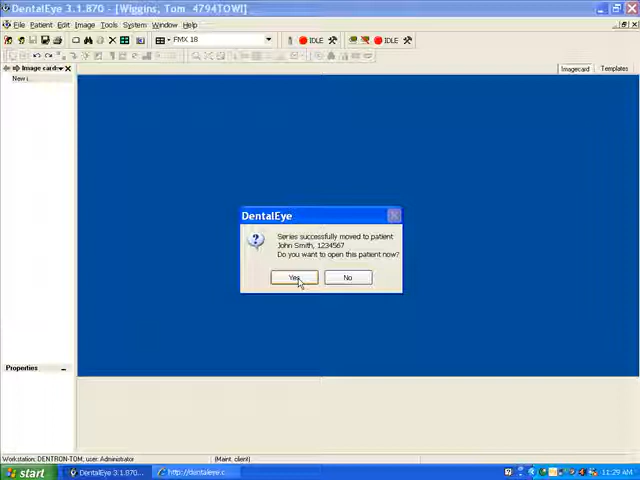 DentalEye 3.1.870 - [Wiggins, Tom 4794TOWI]
File Patient Edit Image Tools System Window Help
FMX 18 IDLE IDLE
Image card
Imagecard Templates
New i...
DentalEye
Series successfully moved to patient
John Smith, 1234567
Do you want to open this patient now?
Yes No
Properties
Workstation: DENTRON-TOM, user: Administrator (Maint. client)
start DentalEye 3.1.870... http://dentaleye.c... 11:29 AM